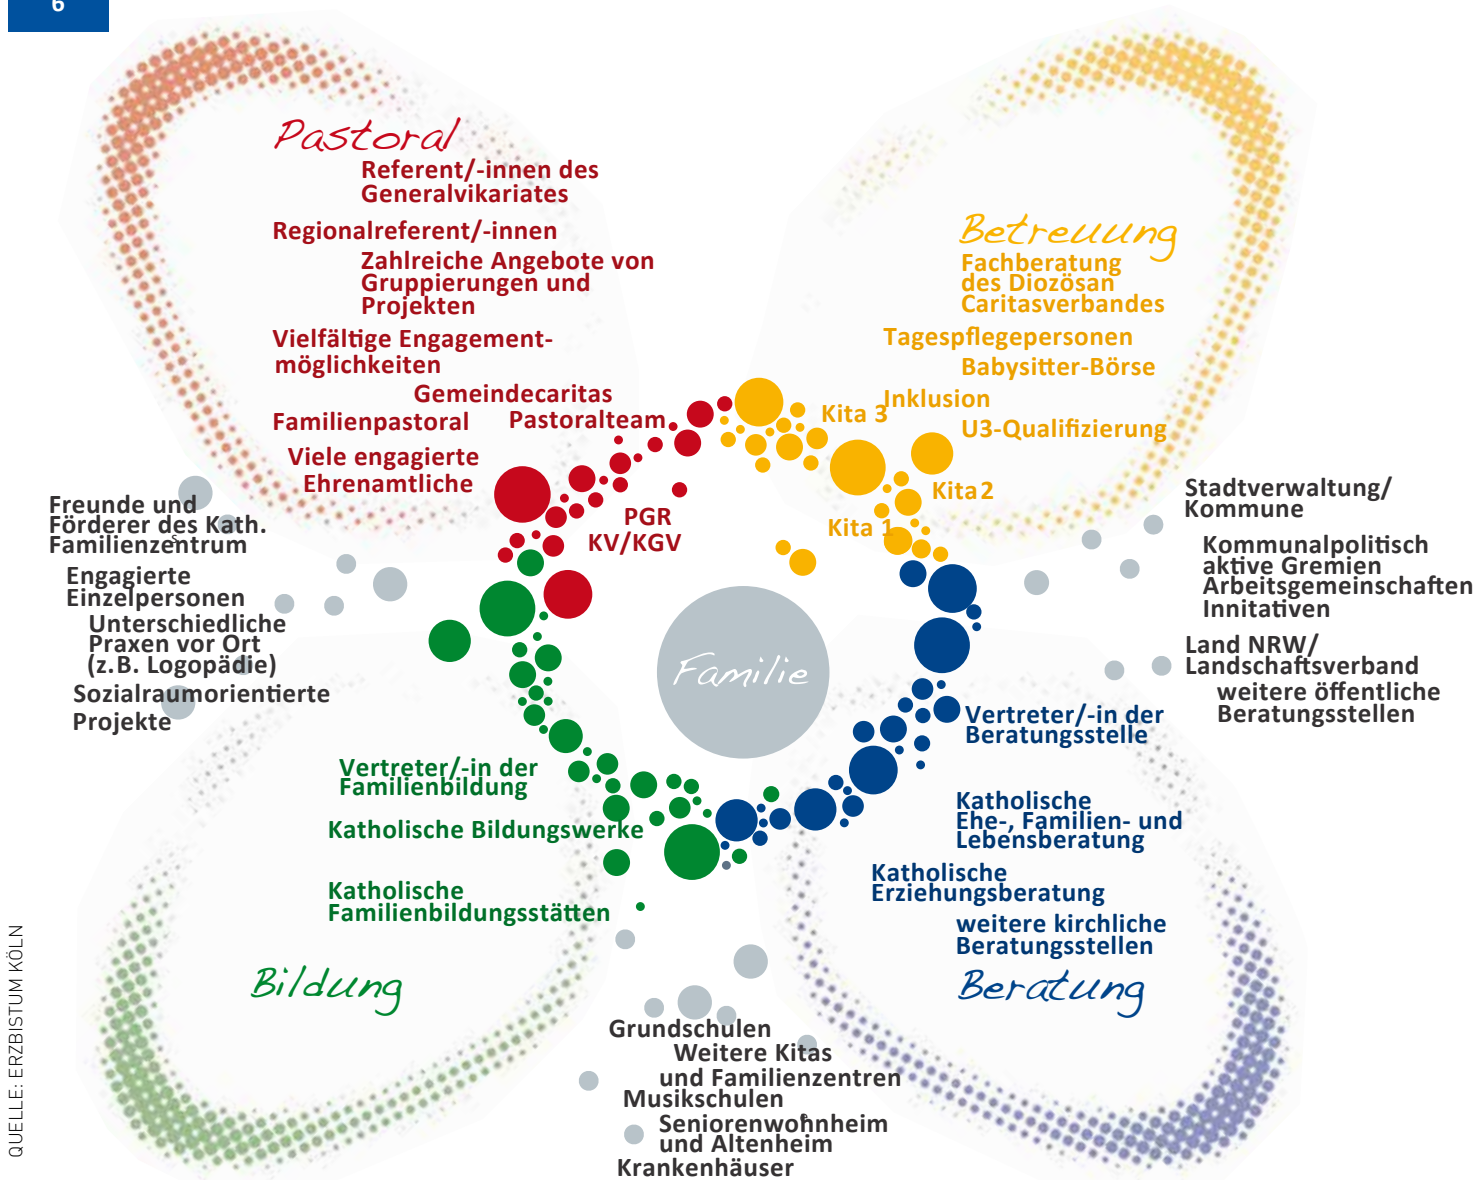 6
Pastoral
Referent/-innen des
Generalvikariates
Regionalreferent/-innen
Zahlreiche Angebote von
Gruppierungen und
Projekten
Vielfältige Engagement-
möglichkeiten
Gemeindecaritas
Familienpastoral
Pastoralteam
Viele engagierte
Ehrenamtliche
PGR
KV/KGV
Betreuung
Fachberatung
des Diozösan
Caritasverbandes
Tagespflegepersonen
Babysitter-Börse
Inklusion
Kita 3
U3-Qualifizierung
Kita2
Kita 1
Freunde und
Förderer des Kath.
Familienzentrum
s
Engagierte
Einzelpersonen
Unterschiedliche
Praxen vor Ort
(z.B. Logopädie)
Sozialraumorientierte
Projekte
Stadtverwaltung/
Kommune
Kommunalpolitisch
aktive Gremien
Arbeitsgemeinschaften
Innitativen
Land NRW/
Landschaftsverband
weitere öffentliche
Beratungsstellen
Familie
Vertreter/-in der
Familienbildung
Katholische Bildungswerke
Katholische
Familienbildungsstätten
Bildung
Vertreter/-in der
Beratungsstelle
Katholische
Ehe-, Familien- und
Lebensberatung
Katholische
Erziehungsberatung
weitere kirchliche
Beratungsstellen
Beratung
Grundschulen
Weitere Kitas
und Familienzentren
Musikschulen
Seniorenwohnheim
e
und Altenheim
Krankenhäuser
QUELLE: ERZBISTUM KÖLN